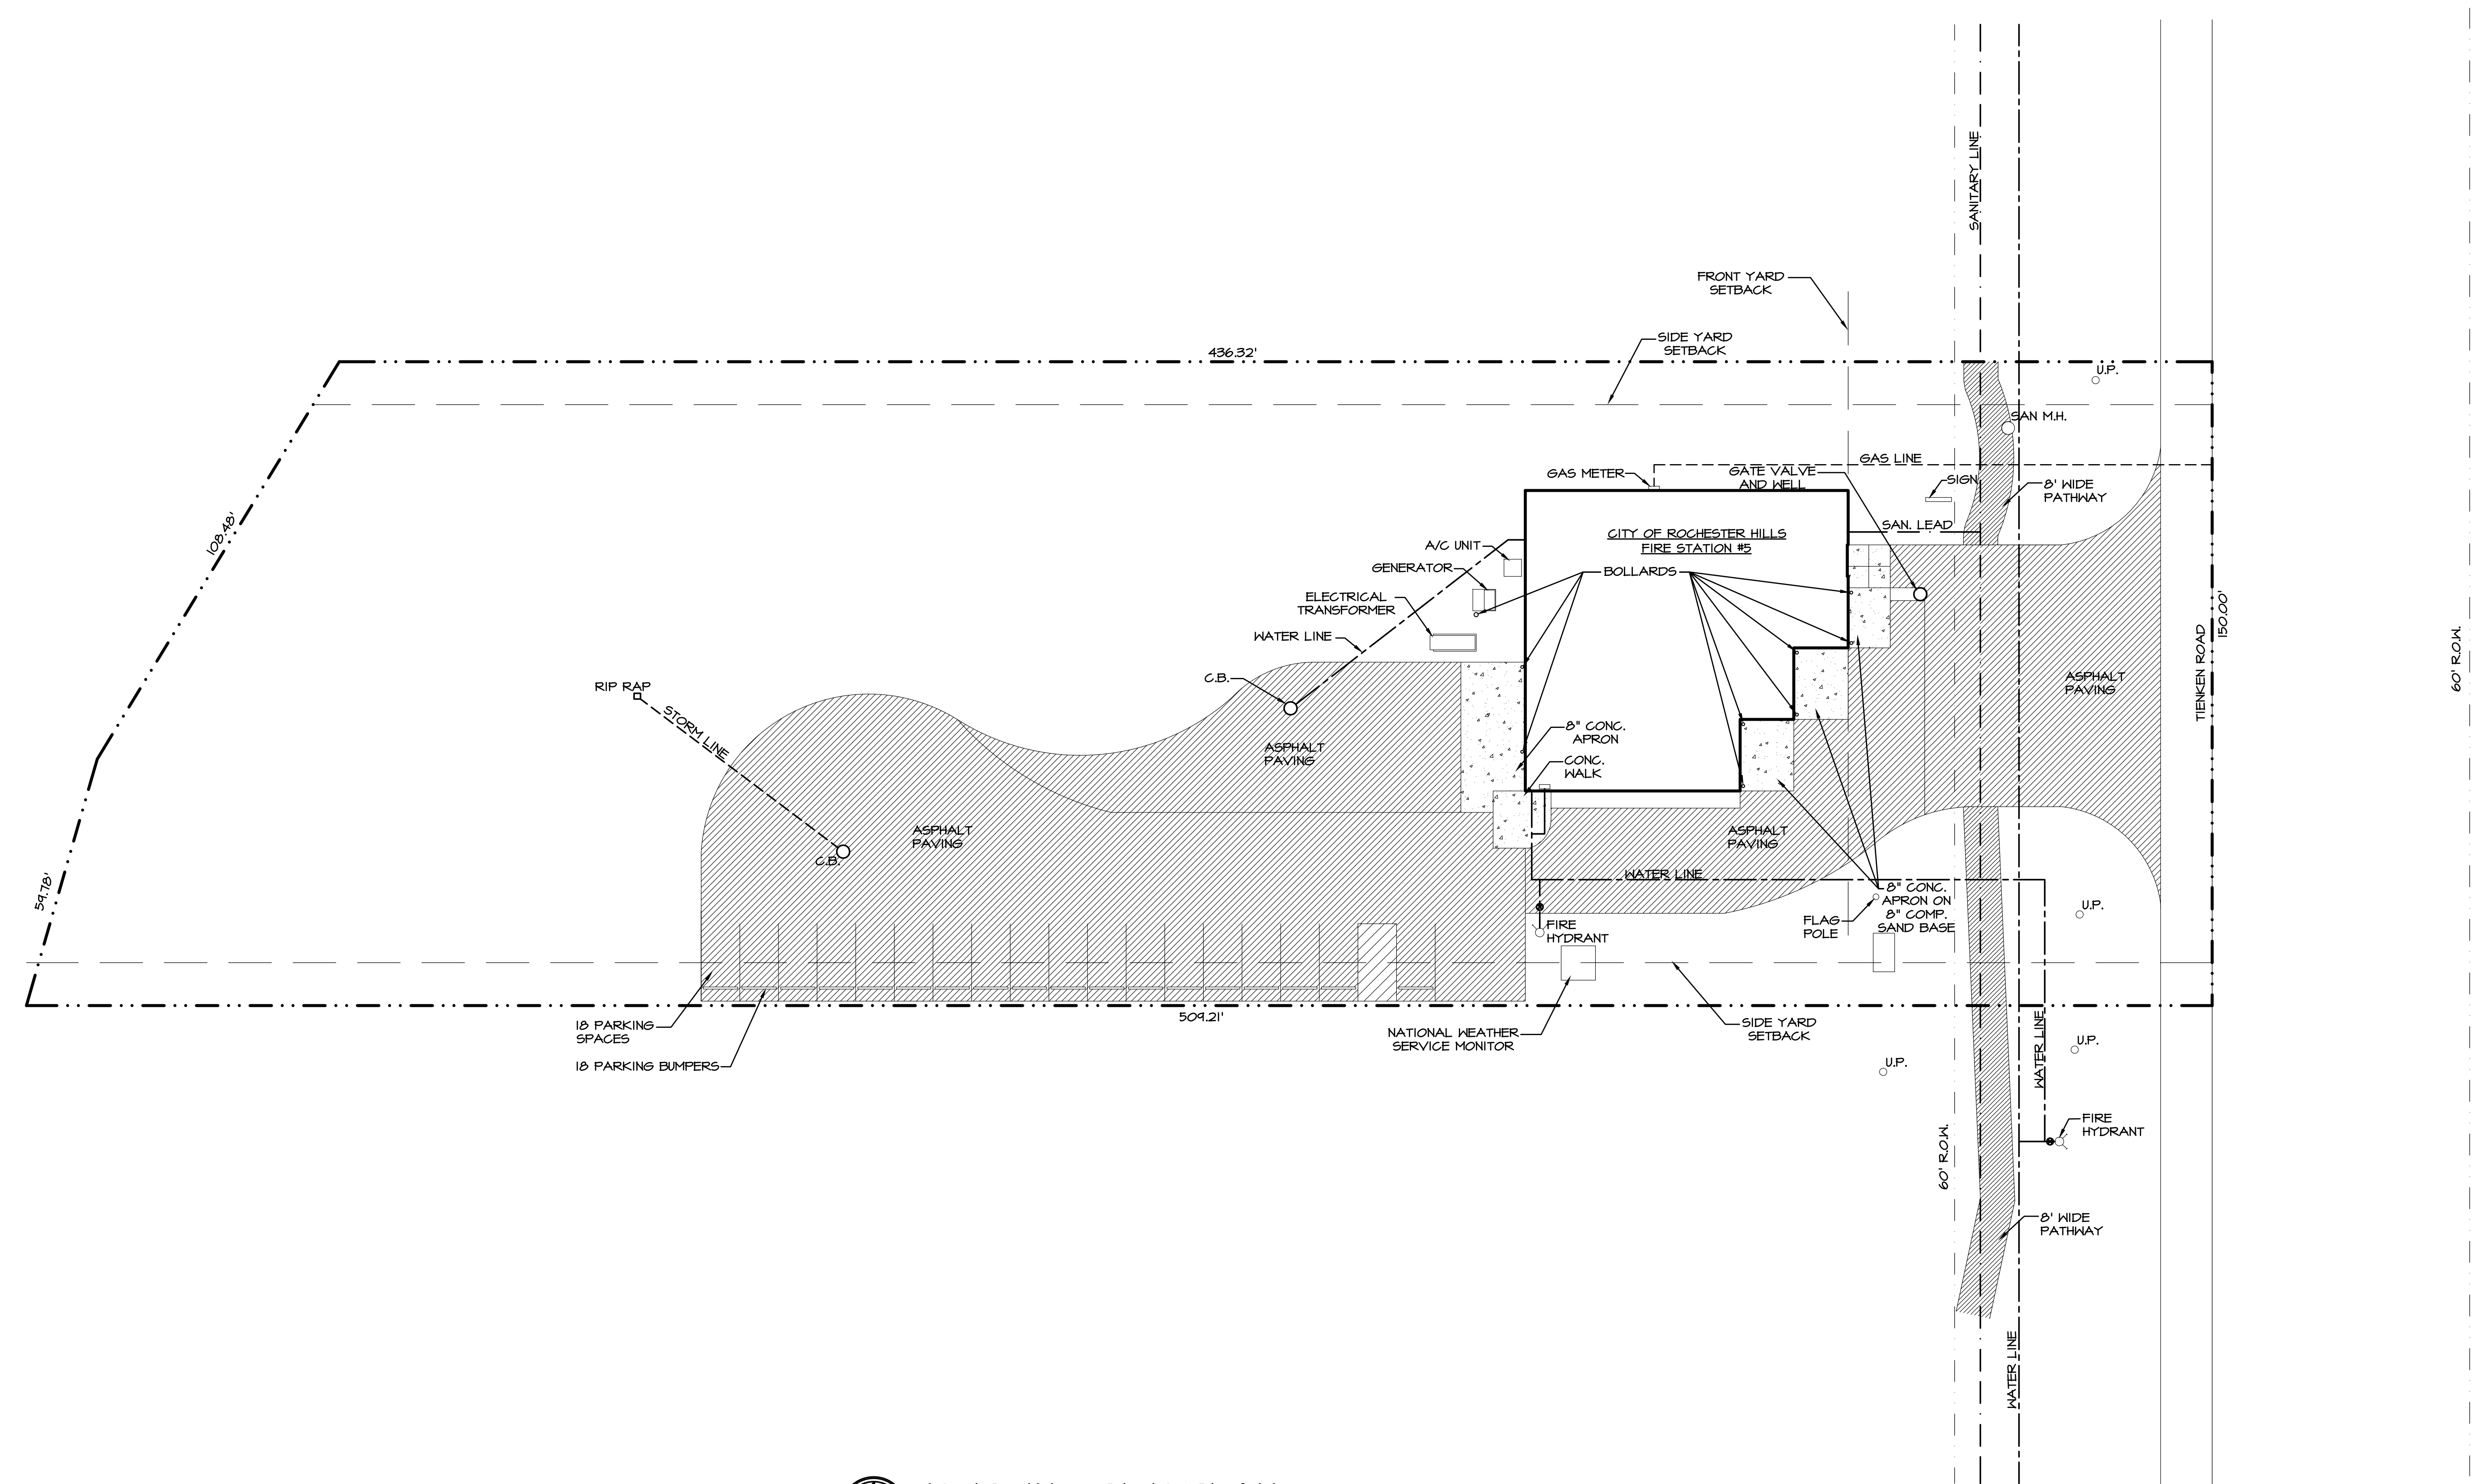 SANITARY LINE
FRONT YARD
SETBACK
SIDE YARD
SETBACK
436.32'
U.P.
SAN M.H.
GAS LINE
GAS METER
GATE VALVE
AND WELL
SIGN
8' WIDE
PATHWAY
108.48'
SAN. LEAD
CITY OF ROCHESTER HILLS
FIRE STATION #5
A/C UNIT
GENERATOR
BOLLARDS
ELECTRICAL
TRANSFORMER
WATER LINE
150.00'
TIENKEN ROAD
60' R.O.W.
C.B.
RIP RAP
STORM LINE
ASPHALT
PAVING
8" CONC.
APRON
ASPHALT
PAVING
CONC.
WALK
ASPHALT
PAVING
C.B.
ASPHALT
PAVING
59.78'
WATER LINE
8" CONC.
APRON ON
8" COMP.
SAND BASE
FLAG
POLE
FIRE
HYDRANT
U.P.
509.21'
18 PARKING
SPACES
NATIONAL WEATHER
SERVICE MONITOR
SIDE YARD
SETBACK
18 PARKING BUMPERS
U.P.
U.P.
WATER LINE
FIRE
HYDRANT
60' R.O.W.
8' WIDE
PATHWAY
WATER LINE